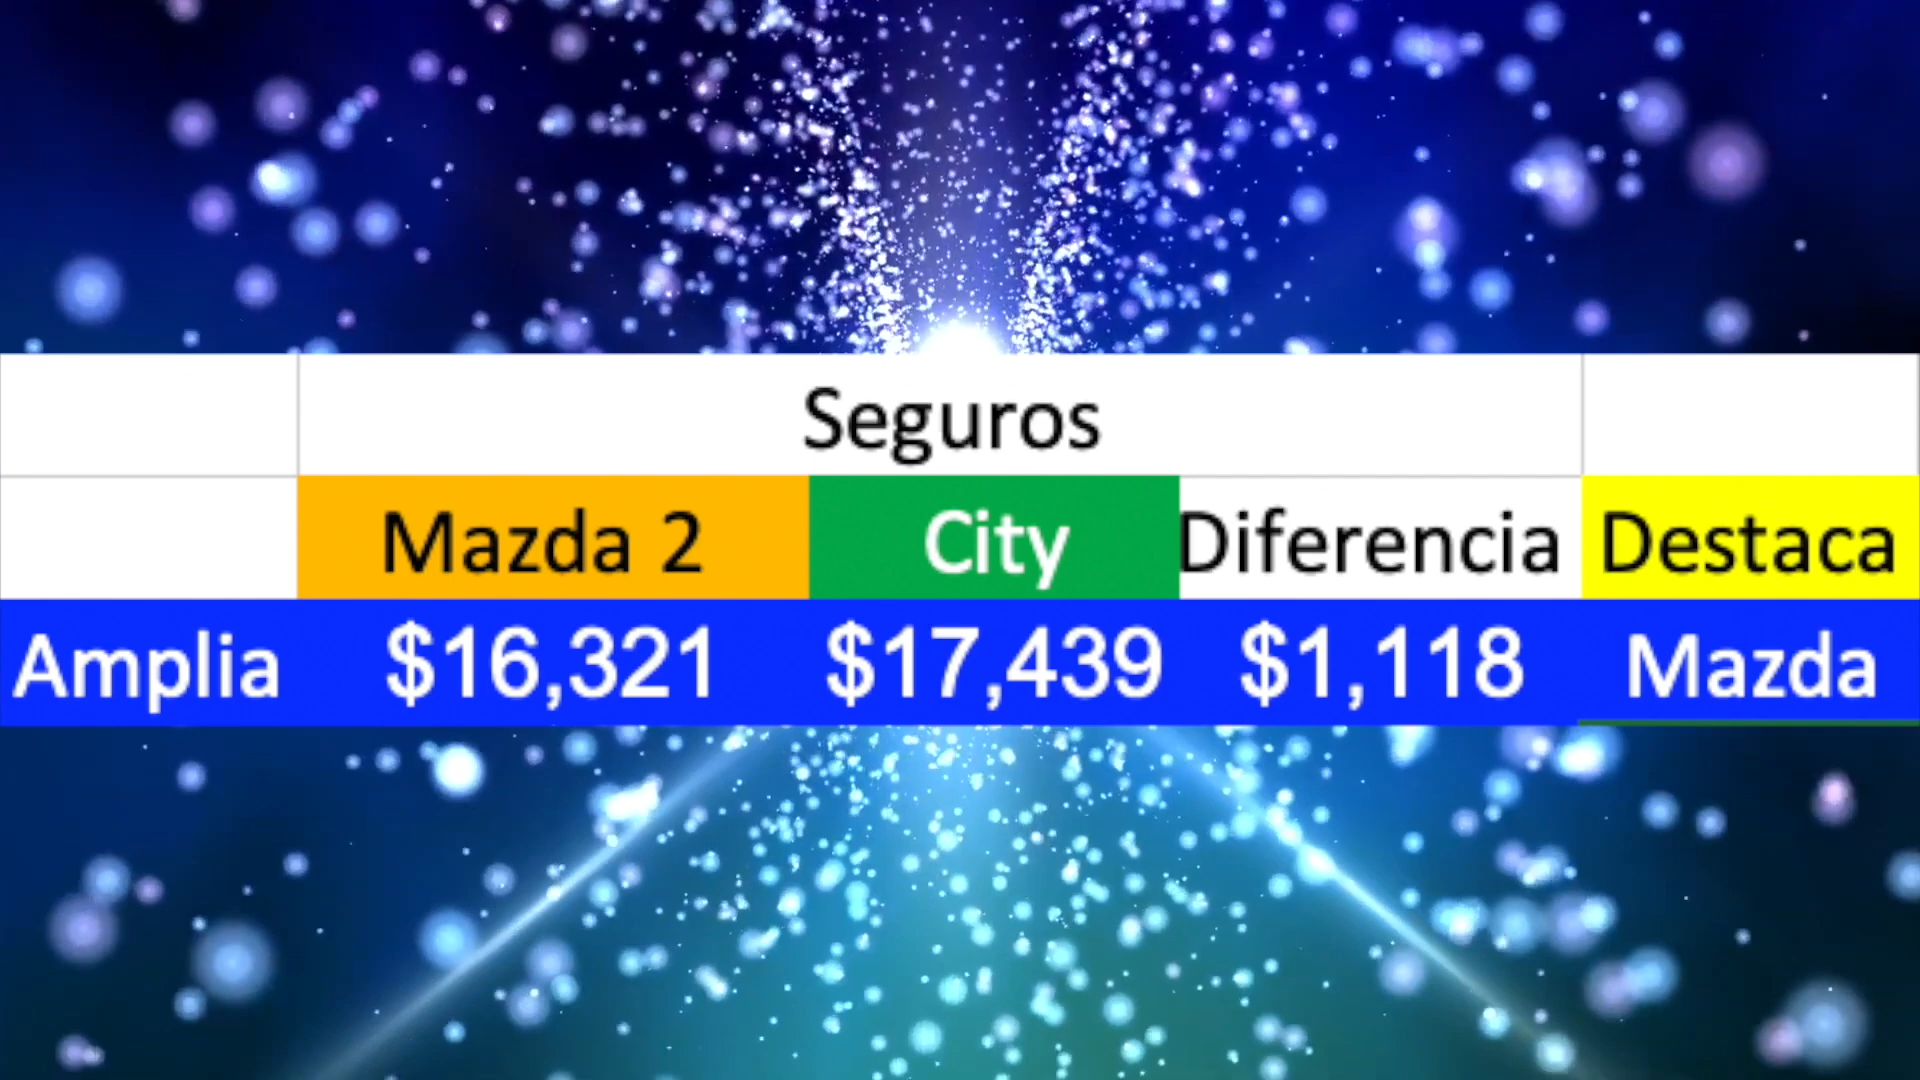 Seguros
Mazda 2 City Diferencia Destaca
Amplia $16,321 $17,439 $1,118 Mazda